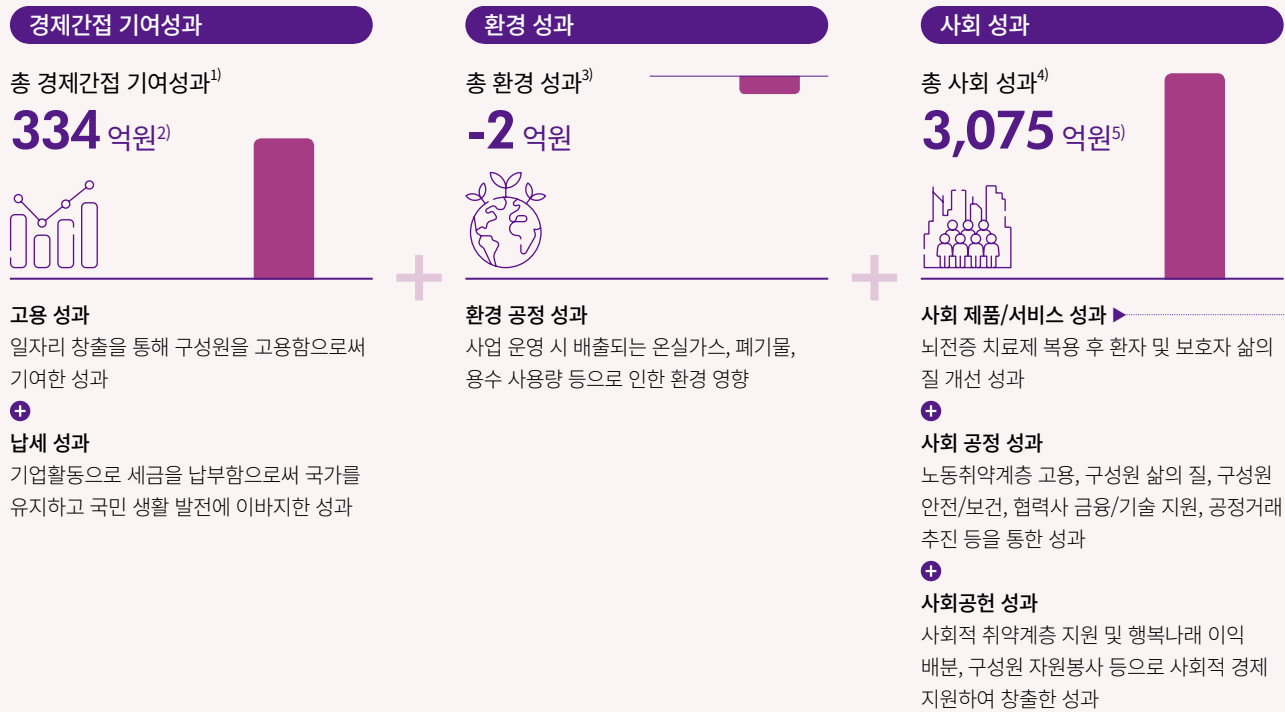 경제간접 기여성과
총 경제간접 기여성과1)
334 억원2)
고용 성과
일자리 창출을 통해 구성원을 고용함으로써
기여한 성과
납세 성과
기업활동으로 세금을 납부함으로써 국가를
유지하고 국민 생활 발전에 이바지한 성과
환경 성과
총 환경 성과3)
-2 억원
환경 공정 성과
사업 운영 시 배출되는 온실가스, 폐기물,
용수 사용량 등으로 인한 환경 영향
사회 성과
총 사회 성과4)
3,075 억원5)
사회 제품/서비스 성과
뇌전증 치료제 복용 후 환자 및 보호자 삶의
질 개선 성과
사회 공정 성과
노동취약계층 고용, 구성원 삶의 질, 구성원
안전/보건, 협력사 금융/기술 지원, 공정거래
추진 등을 통한 성과
사회공헌 성과
사회적 취약계층 지원 및 행복나래 이익
배분, 구성원 자원봉사 등으로 사회적 경제
지원하여 창출한 성과